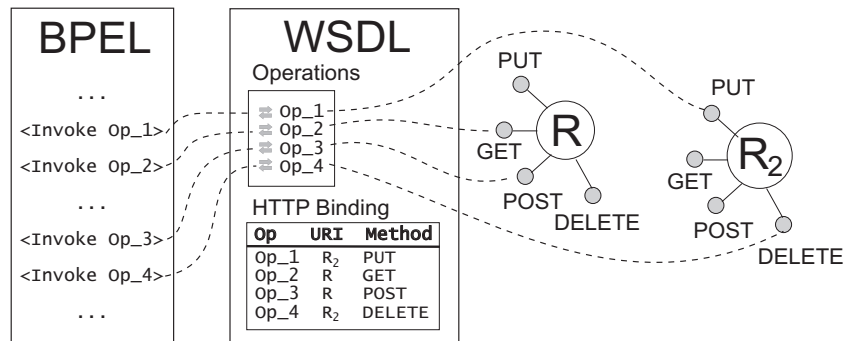 BPEL
...
<Invoke Op_1>
<Invoke Op_2>
...
<Invoke Op_3>
<Invoke Op_4>
...
WSDL
Operations
Op_1
Op_2
Op_3
Op_4
HTTP Binding
Op URI Method
Op_1 R₂ PUT
Op_2 R GET
Op_3 R POST
Op_4 R₂ DELETE
PUT
R
GET
POST
DELETE
PUT
R₂
GET
POST
DELETE